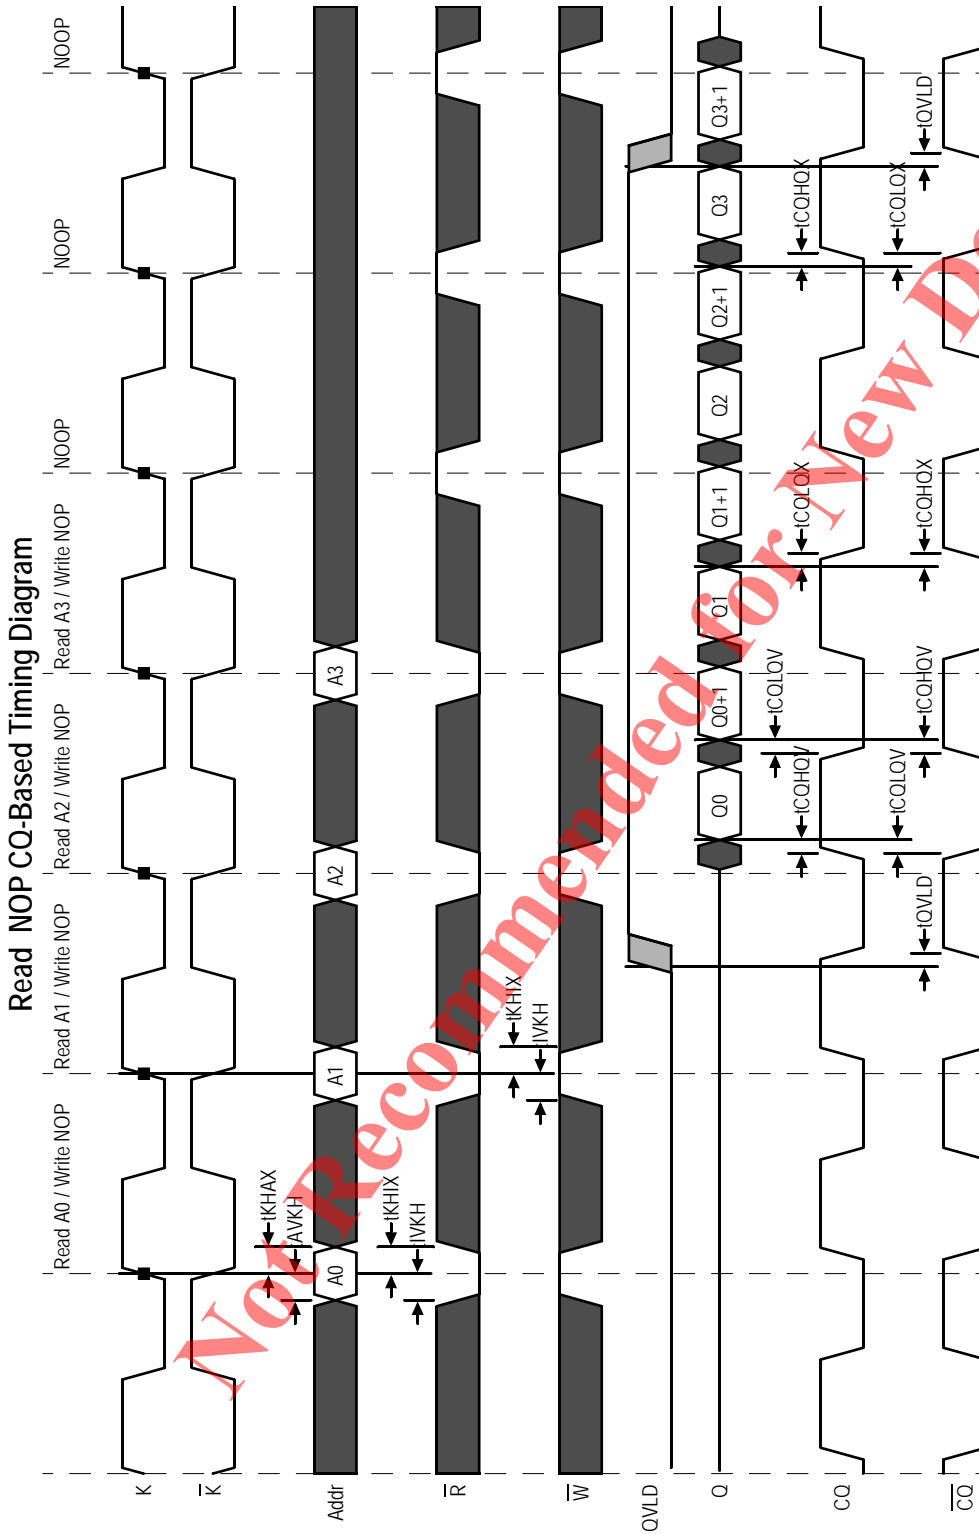 Read NOP CQ-Based Timing Diagram
Read A0 / Write NOP
Read A1 / Write NOP
Read A2 / Write NOP
Read A3 / Write NOP
NOOP
NOOP
NOOP
K
K
tKHAX
tAVKH
Addr
A0
A1
A2
A3
tKHIX
tIVKH
R
tKHIX
tIVKH
W
QVLD
Q
Q0
Q0+1
Q1
Q1+1
Q2
Q2+1
Q3
Q3+1
tCQLQV
tCQHQV
tCQLQX
tCQHQX
CQ
tCQLQV
tCQLQX
tQVLD
tCQHQV
tCQHQX
tQVLD
CQ
Not Recommended for New